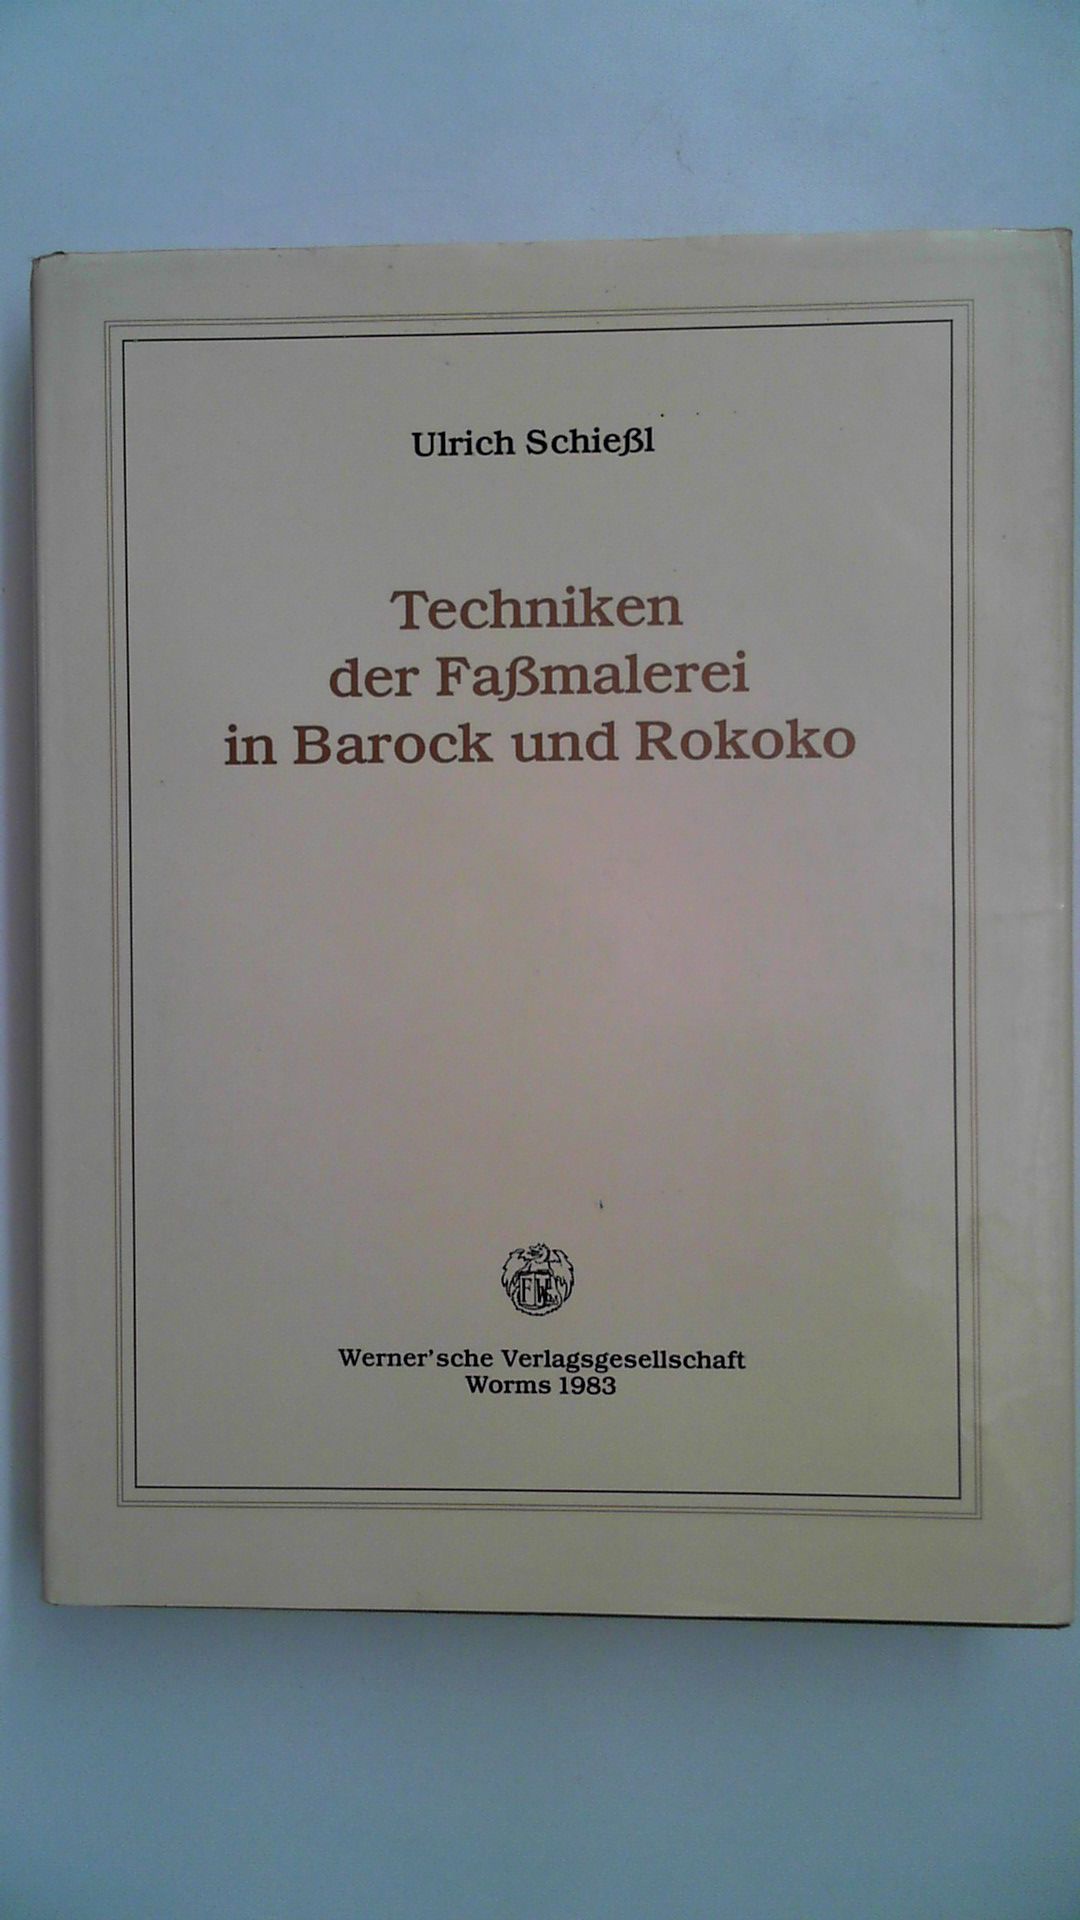 Ulrich Schießl
Techniken
der Faßmalerei
in Barock und Rokoko
Werner'sche Verlagsgesellschaft
Worms 1983